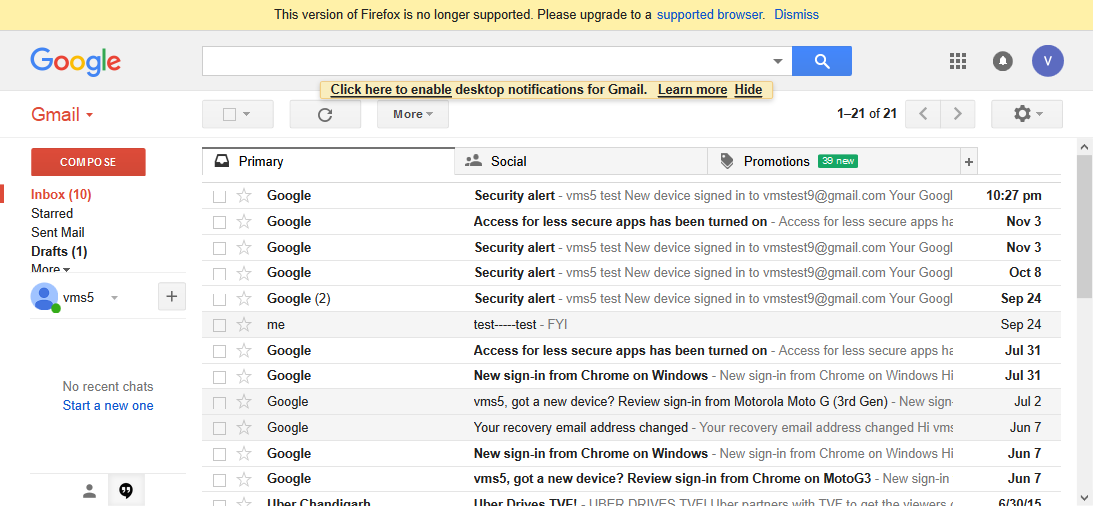 This version of Firefox is no longer supported. Please upgrade to a supported browser. Dismiss
Google
V
Click here to enable desktop notifications for Gmail. Learn more Hide
Gmail
More
1–21 of 21
COMPOSE
Primary
Social
Promotions 39 new
+
Inbox (10)
Starred
Sent Mail
Drafts (1)
More
vms5
+
No recent chats
Start a new one
Google Security alert - vms5 test New device signed in to vmstest9@gmail.com Your Googl 10:27 pm
Google Access for less secure apps has been turned on - Access for less secure apps ha Nov 3
Google Security alert - vms5 test New device signed in to vmstest9@gmail.com Your Googl Nov 3
Google Security alert - vms5 test New device signed in to vmstest9@gmail.com Your Googl Oct 8
Google (2) Security alert - vms5 test New device signed in to vmstest9@gmail.com Your Googl Sep 24
me test-----test - FYI Sep 24
Google Access for less secure apps has been turned on - Access for less secure apps ha Jul 31
Google New sign-in from Chrome on Windows - New sign-in from Chrome on Windows Hi Jul 31
Google vms5, got a new device? Review sign-in from Motorola Moto G (3rd Gen) - New sign- Jul 2
Google Your recovery email address changed - Your recovery email address changed Hi vms Jun 7
Google New sign-in from Chrome on Windows - New sign-in from Chrome on Windows Hi Jun 7
Google vms5, got a new device? Review sign-in from Chrome on MotoG3 - New sign-in Jun 7
Uber Chandigarh Uber Drives TVF! - UBER DRIVES TVF! Uber partners with TVF to get the viewers 6/30/15